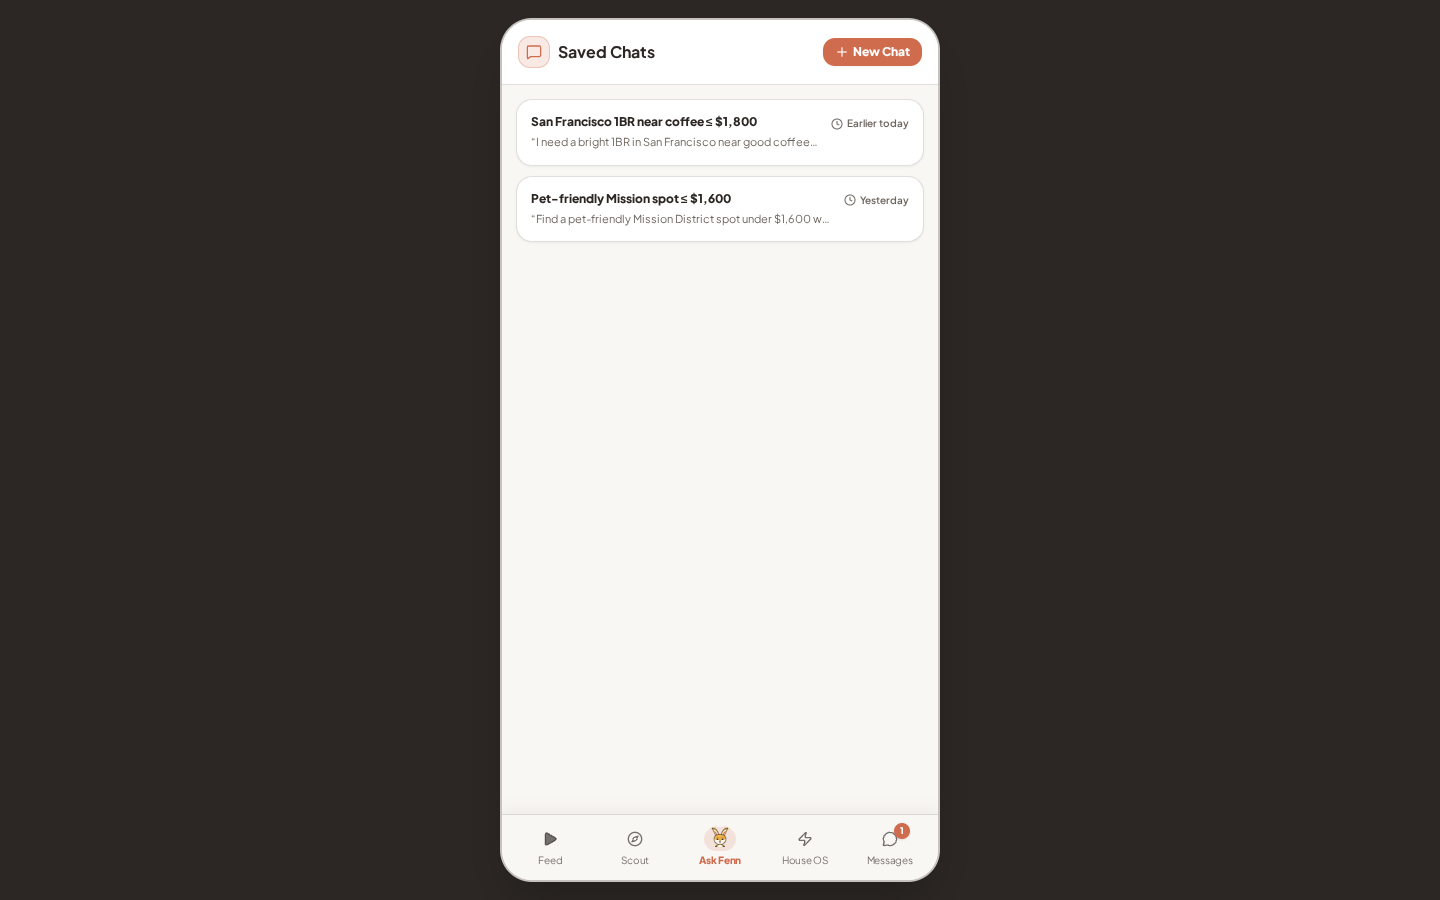 Saved Chats
New Chat
San Francisco 1BR near coffee ≤ $1,800
Earlier today
"I need a bright 1BR in San Francisco near good coffee…
Pet-friendly Mission spot ≤ $1,600
Yesterday
"Find a pet-friendly Mission District spot under $1,600 w…
Feed
Scout
Ask Fenn
House OS
1
Messages